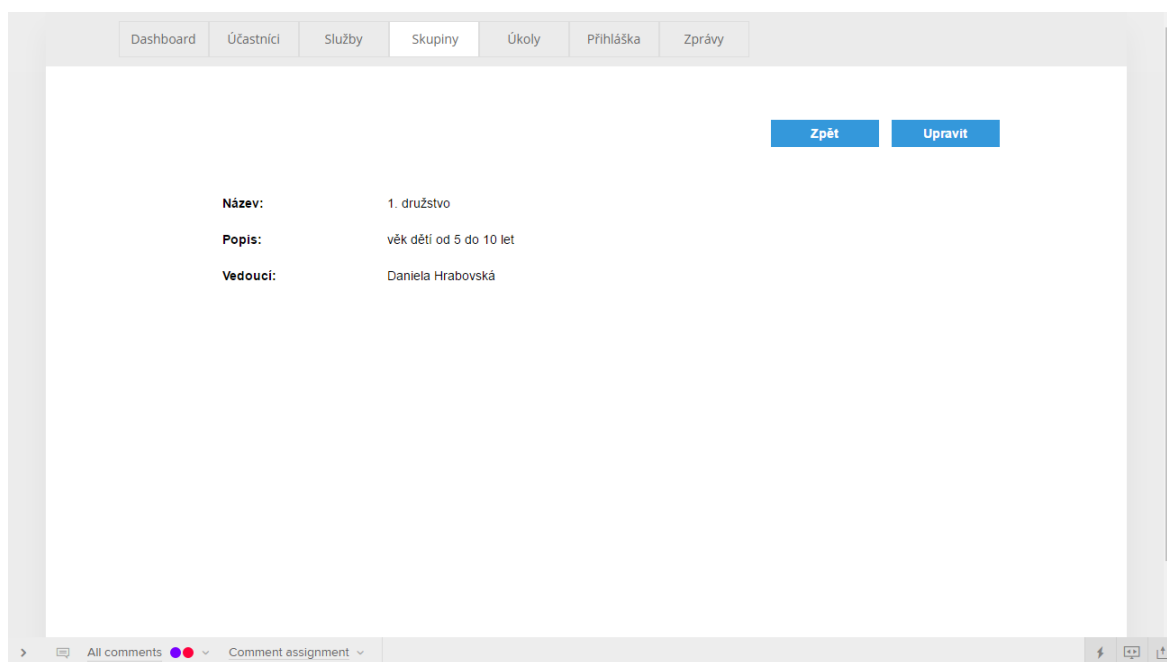 Dashboard Účastníci Služby Skupiny Úkoly Přihláška Zprávy
Zpět Upravit
Název: 1. družstvo
Popis: věk dětí od 5 do 10 let
Vedoucí: Daniela Hrabovská
All comments Comment assignment